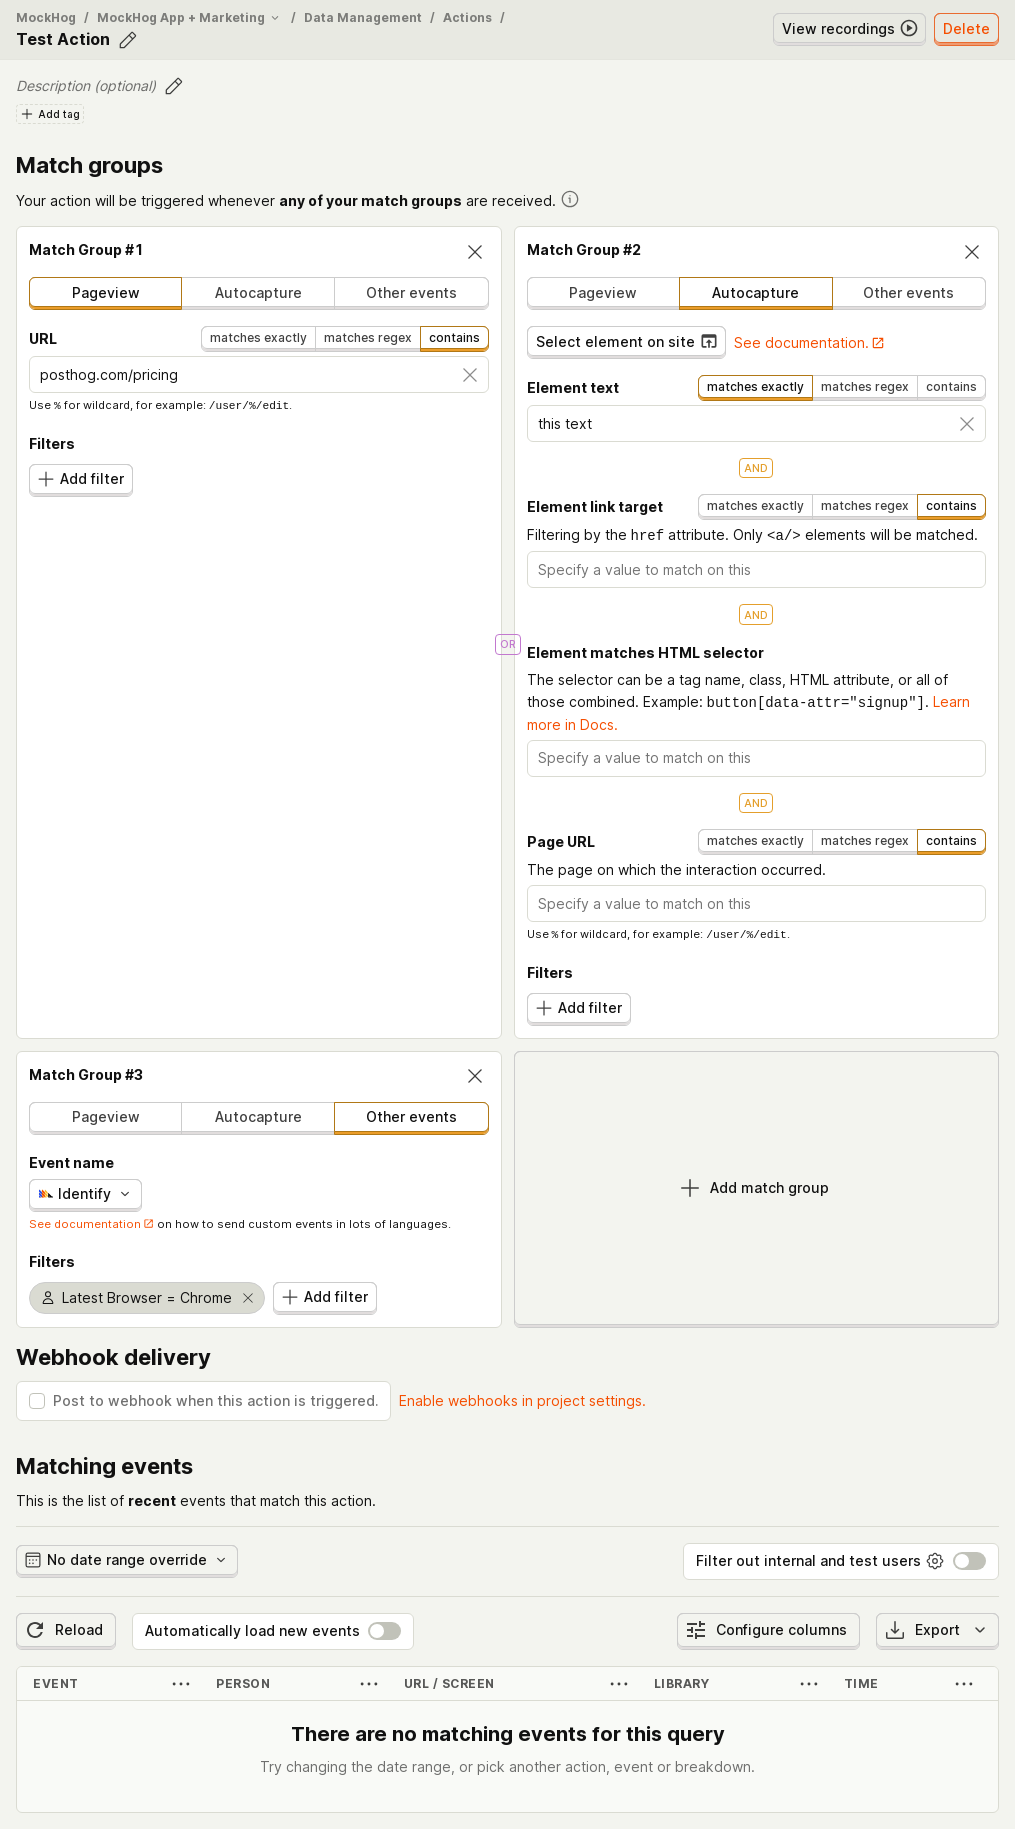 MockHog / MockHog App + Marketing / Data Management / Actions /
Test Action
View recordings
Delete
Description (optional)
Add tag
Match groups
Your action will be triggered whenever any of your match groups are received.
Match Group #1
Pageview Autocapture Other events
URL matches exactly matches regex contains
posthog.com/pricing
Use % for wildcard, for example: /user/%/edit.
Filters
Add filter
OR
Match Group #2
Pageview Autocapture Other events
Select element on site See documentation.
Element text matches exactly matches regex contains
this text
AND
Element link target matches exactly matches regex contains
Filtering by the href attribute. Only <a/> elements will be matched.
Specify a value to match on this
AND
Element matches HTML selector
The selector can be a tag name, class, HTML attribute, or all of
those combined. Example: button[data-attr="signup"]. Learn
more in Docs.
Specify a value to match on this
AND
Page URL matches exactly matches regex contains
The page on which the interaction occurred.
Specify a value to match on this
Use % for wildcard, for example: /user/%/edit.
Filters
Add filter
Match Group #3
Pageview Autocapture Other events
Event name
Identify
See documentation on how to send custom events in lots of languages.
Filters
Latest Browser = Chrome Add filter
Add match group
Webhook delivery
Post to webhook when this action is triggered. Enable webhooks in project settings.
Matching events
This is the list of recent events that match this action.
No date range override Filter out internal and test users
Reload Automatically load new events Configure columns Export
EVENT PERSON URL / SCREEN LIBRARY TIME
There are no matching events for this query
Try changing the date range, or pick another action, event or breakdown.